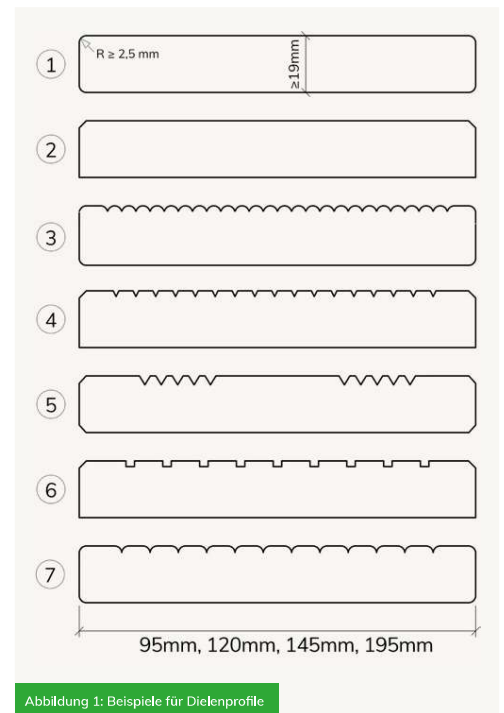 1
R ≥ 2,5 mm
≥19mm
2
3
4
5
6
7
95mm, 120mm, 145mm, 195mm
Abbildung 1: Beispiele für Dielenprofile